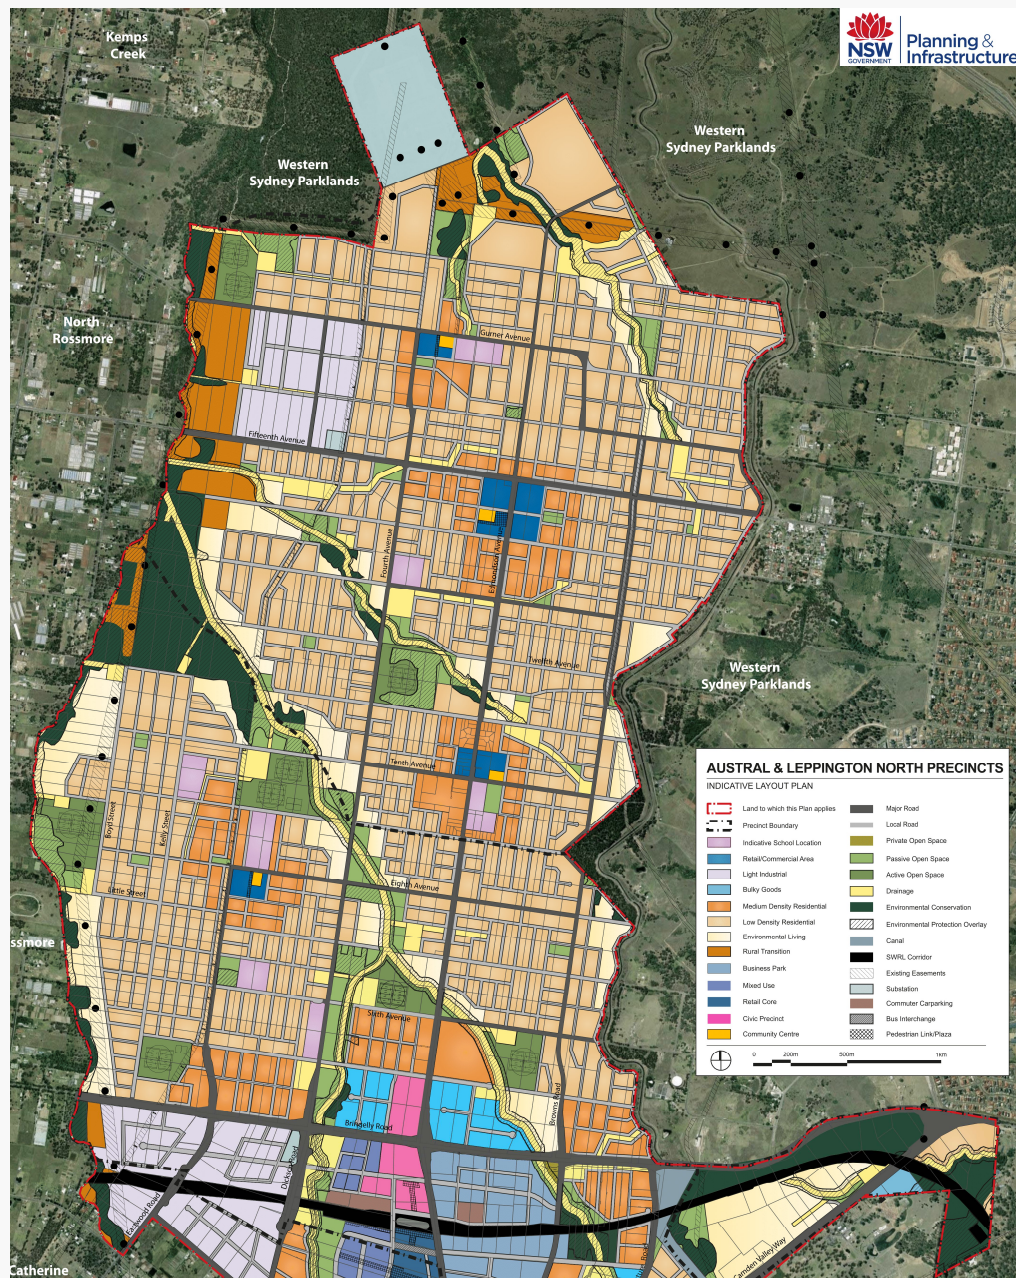 Kemps
Creek
NSW
GOVERNMENT
Planning &
Infrastructure
Western
Sydney Parklands
Western
Sydney Parklands
North
Rossmore
Gurner Avenue
Fifteenth Avenue
Fourth Avenue
Edmondson Avenue
Twelfth Avenue
Western
Sydney Parklands
Tenth Avenue
Boyd Street
Kelly Street
Little Street
Eighth Avenue
ssmore
Sixth Avenue
Browns Road
Bringelly Road
Dickson Road
Eastwood Road
Camden Valley Way
Catherine
AUSTRAL & LEPPINGTON NORTH PRECINCTS
INDICATIVE LAYOUT PLAN
Land to which this Plan applies
Precinct Boundary
Indicative School Location
Retail/Commercial Area
Light Industrial
Bulky Goods
Medium Density Residential
Low Density Residential
Environmental Living
Rural Transition
Business Park
Mixed Use
Retail Core
Civic Precinct
Community Centre
Major Road
Local Road
Private Open Space
Passive Open Space
Active Open Space
Drainage
Environmental Conservation
Environmental Protection Overlay
Canal
SWRL Corridor
Existing Easements
Substation
Commuter Carparking
Bus Interchange
Pedestrian Link/Plaza
0 200m 500m 1km